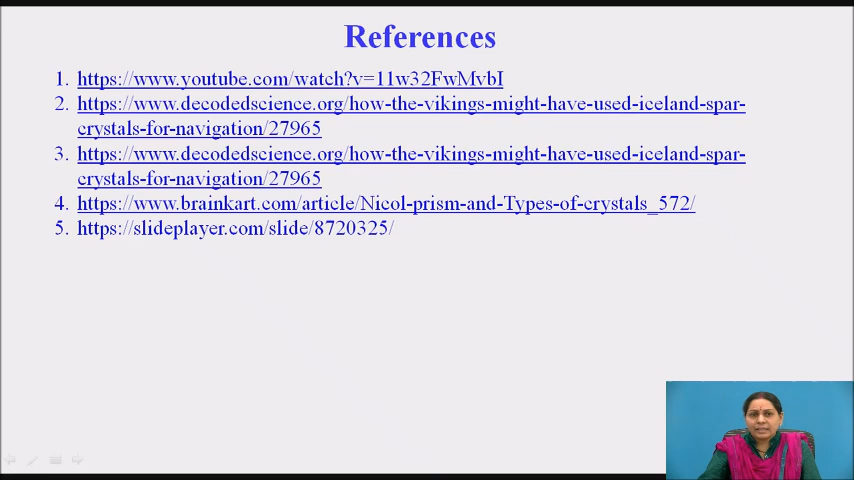 References
1. https://www.youtube.com/watch?v=11w32FwMvbI
2. https://www.decodedscience.org/how-the-vikings-might-have-used-iceland-spar-
crystals-for-navigation/27965
3. https://www.decodedscience.org/how-the-vikings-might-have-used-iceland-spar-
crystals-for-navigation/27965
4. https://www.brainkart.com/article/Nicol-prism-and-Types-of-crystals_572/
5. https://slideplayer.com/slide/8720325/